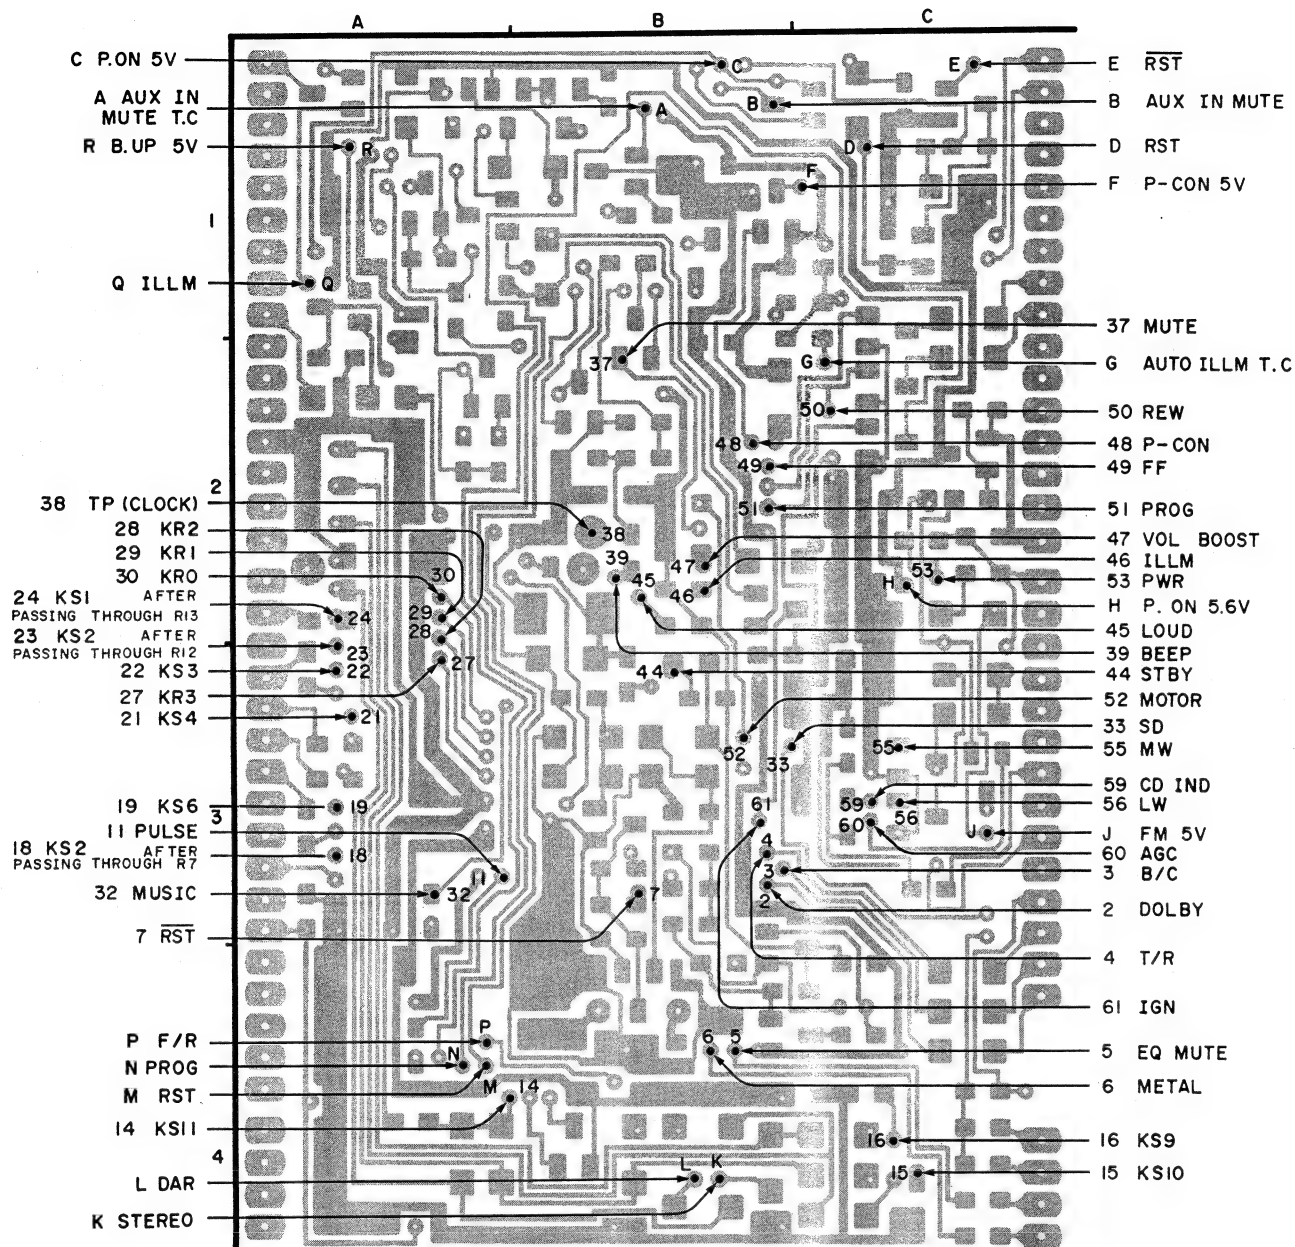 A
B
C
C P.ON 5V
A AUX IN
MUTE T.C
R B.UP 5V
1
Q ILLM
2
38 TP (CLOCK)
28 KR2
29 KR1
30 KR0
24 KS1 AFTER
PASSING THROUGH R13
23 KS2 AFTER
PASSING THROUGH R12
22 KS3
27 KR3
21 KS4
19 KS6
3
11 PULSE
18 KS2 AFTER
PASSING THROUGH R7
32 MUSIC
7 RST
P F/R
N PROG
M RST
14 KS11
4
L DAR
K STEREO
C
A
B
E
R
D
F
Q
37
G
50
48
49
51
38
39
45
47
46
H
53
30
29
28
27
24
23
22
21
44
52
33
55
59
56
60
J
61
4
3
2
19
18
11
32
7
P
N
M
14
6
5
16
15
L
K
E RST
B AUX IN MUTE
D RST
F P-CON 5V
37 MUTE
G AUTO ILLM T.C
50 REW
48 P-CON
49 FF
51 PROG
47 VOL BOOST
46 ILLM
53 PWR
H P. ON 5.6V
45 LOUD
39 BEEP
44 STBY
52 MOTOR
33 SD
55 MW
59 CD IND
56 LW
J FM 5V
60 AGC
3 B/C
2 DOLBY
4 T/R
61 IGN
5 EQ MUTE
6 METAL
16 KS9
15 KS10